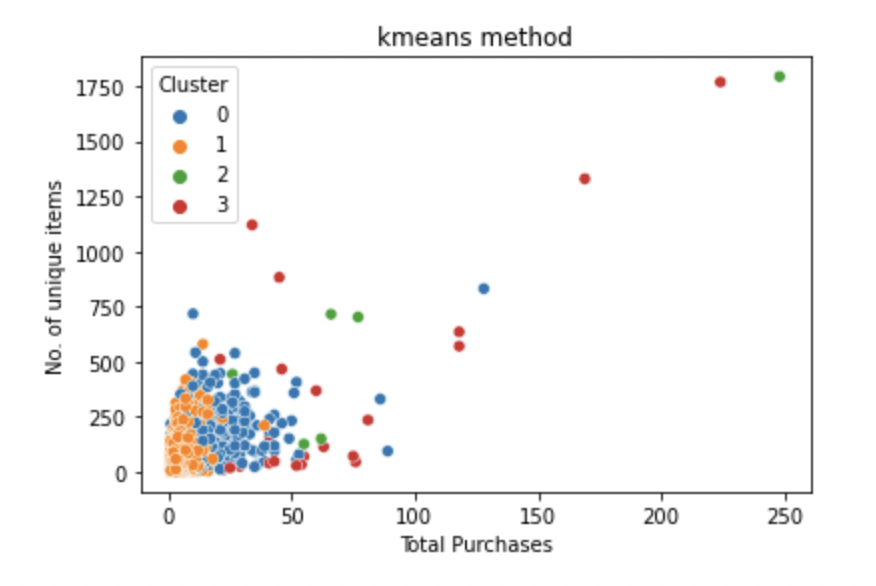 kmeans method
Cluster
0
1
2
3
No. of unique items
1750
1500
1250
1000
750
500
250
0
0 50 100 150 200 250
Total Purchases